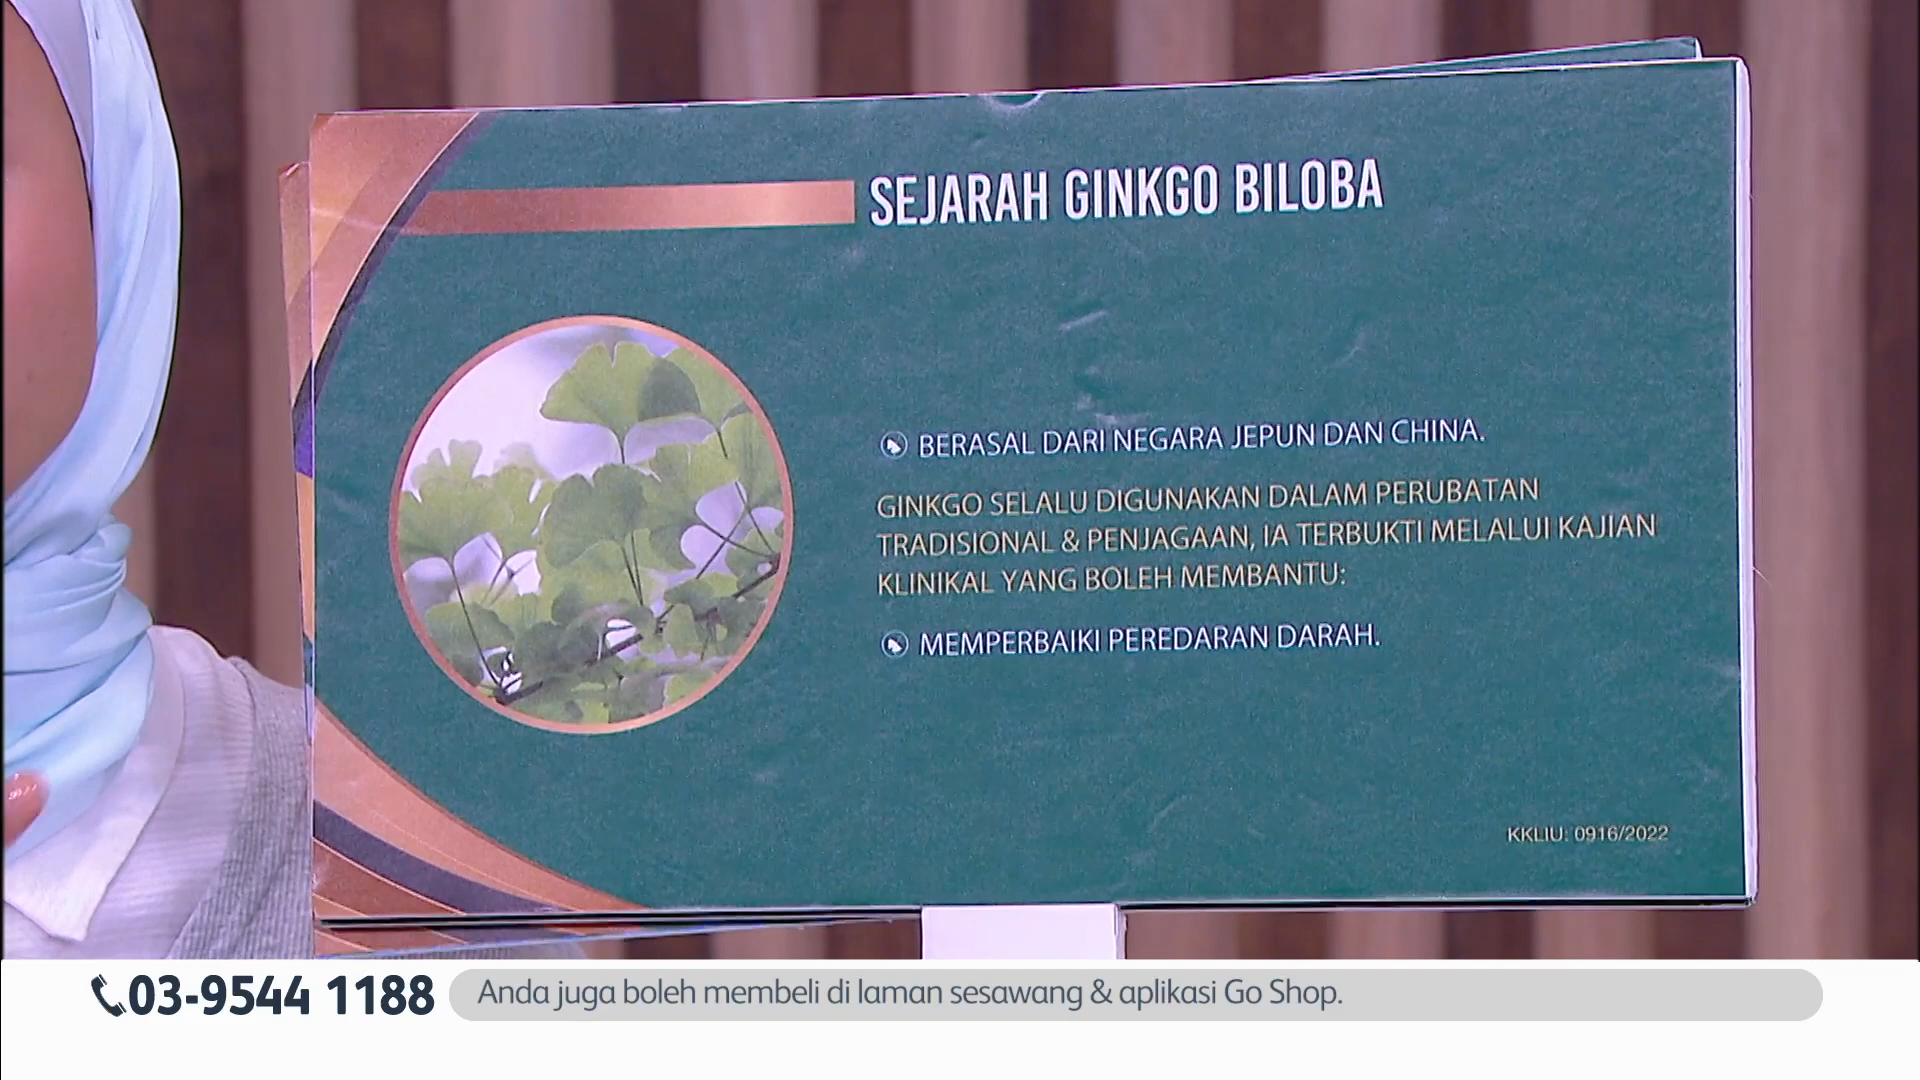 SEJARAH GINKGO BILOBA
BERASAL DARI NEGARA JEPUN DAN CHINA.
GINKGO SELALU DIGUNAKAN DALAM PERUBATAN
TRADISIONAL & PENJAGAAN, IA TERBUKTI MELALUI KAJIAN
KLINIKAL YANG BOLEH MEMBANTU:
MEMPERBAIKI PEREDARAN DARAH.
KKLIU: 0916/2022
03-9544 1188
Anda juga boleh membeli di laman sesawang & aplikasi Go Shop.